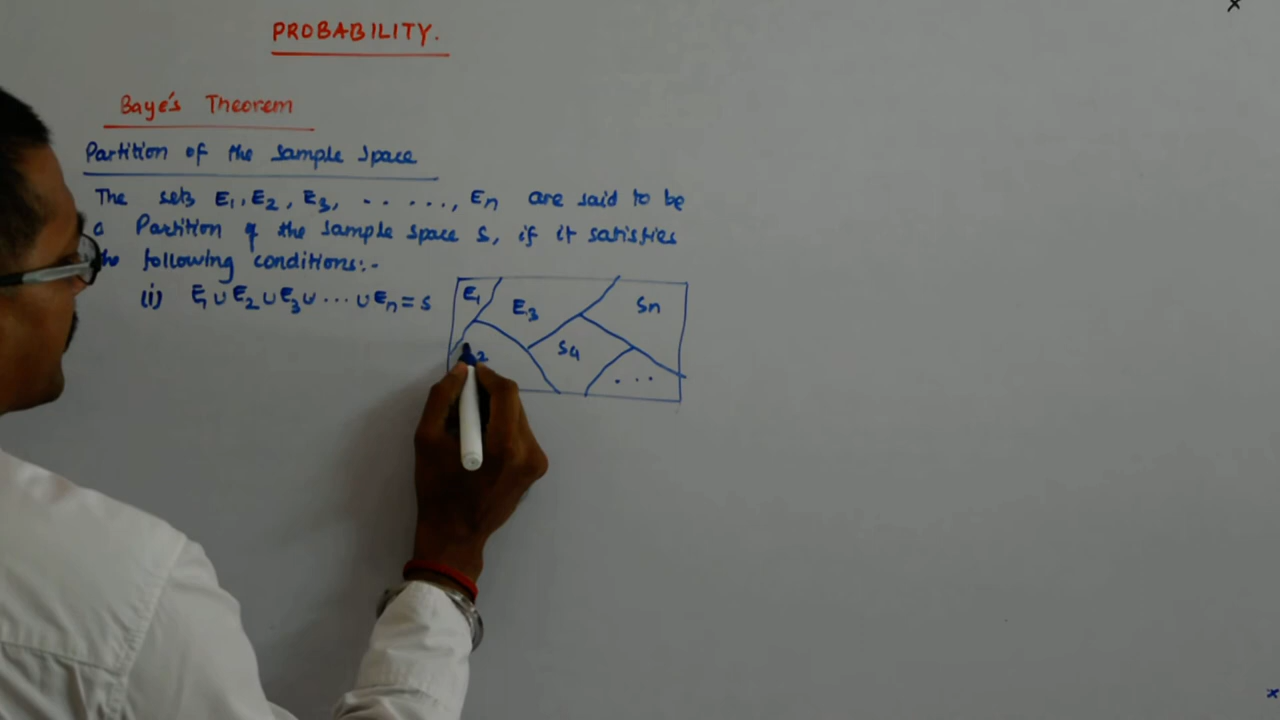 PROBABILITY.
Baye's Theorem
Partition of the Sample Space
The sets E₁, E₂, E₃, . . . . . ., En are said to be
a Partition of the sample space S, if it satisfies
following conditions:-
(i) E₁ ∪ E₂ ∪ E₃ ∪ ... ∪ En = S
E₁ E₃ Sn
2 S4 ...